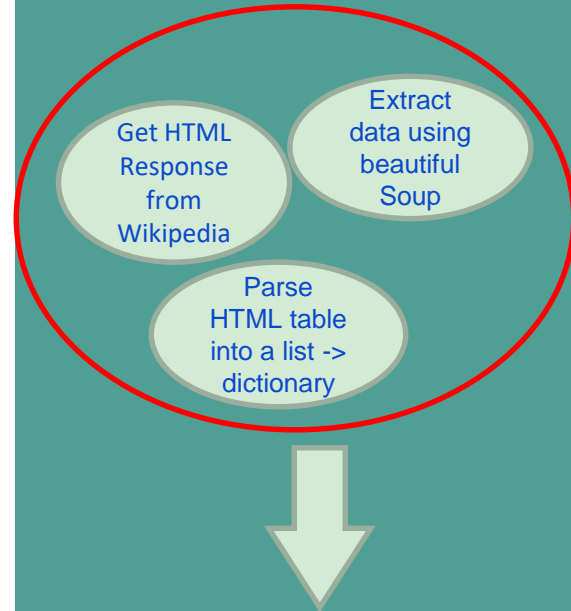 Get HTML
Response
from
Wikipedia
Extract
data using
beautiful
Soup
Parse
HTML table
into a list ->
dictionary